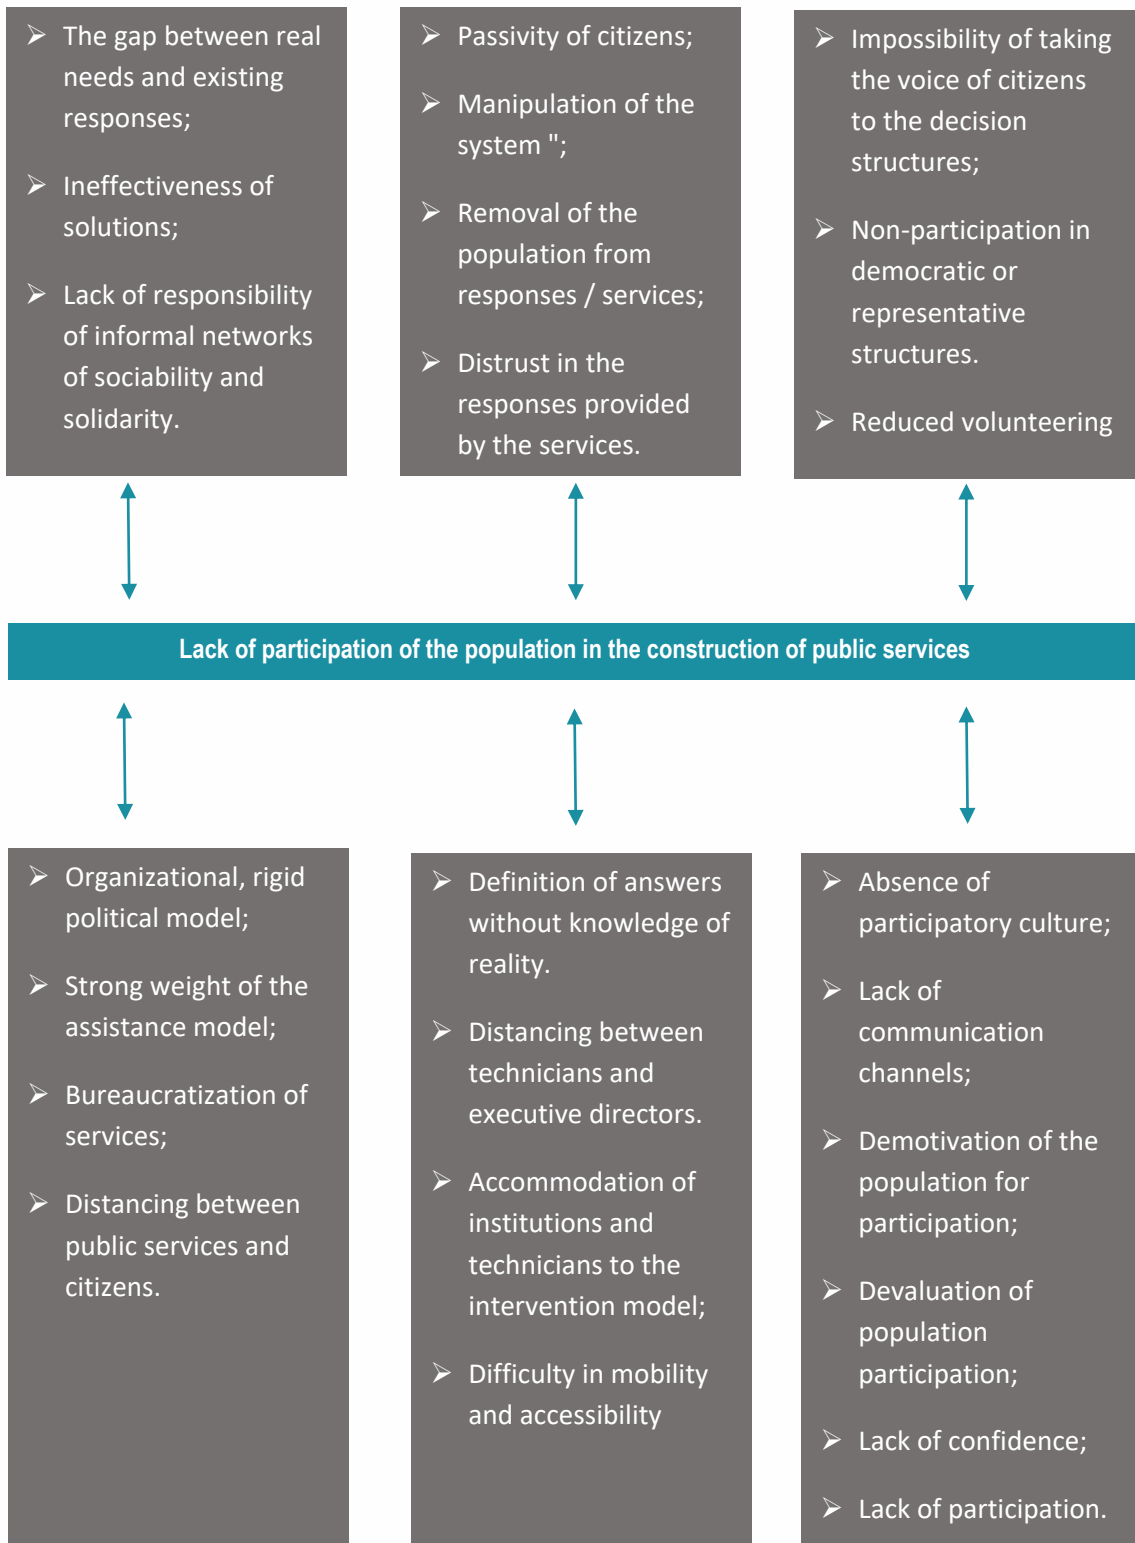 ➢ The gap between real
needs and existing
responses;
➢ Ineffectiveness of
solutions;
➢ Lack of responsibility
of informal networks
of sociability and
solidarity.
➢ Passivity of citizens;
➢ Manipulation of the
system ";
➢ Removal of the
population from
responses / services;
➢ Distrust in the
responses provided
by the services.
➢ Impossibility of taking
the voice of citizens
to the decision
structures;
➢ Non-participation in
democratic or
representative
structures.
➢ Reduced volunteering
Lack of participation of the population in the construction of public services
➢ Organizational, rigid
political model;
➢ Strong weight of the
assistance model;
➢ Bureaucratization of
services;
➢ Distancing between
public services and
citizens.
➢ Definition of answers
without knowledge of
reality.
➢ Distancing between
technicians and
executive directors.
➢ Accommodation of
institutions and
technicians to the
intervention model;
➢ Difficulty in mobility
and accessibility
➢ Absence of
participatory culture;
➢ Lack of
communication
channels;
➢ Demotivation of the
population for
participation;
➢ Devaluation of
population
participation;
➢ Lack of confidence;
➢ Lack of participation.